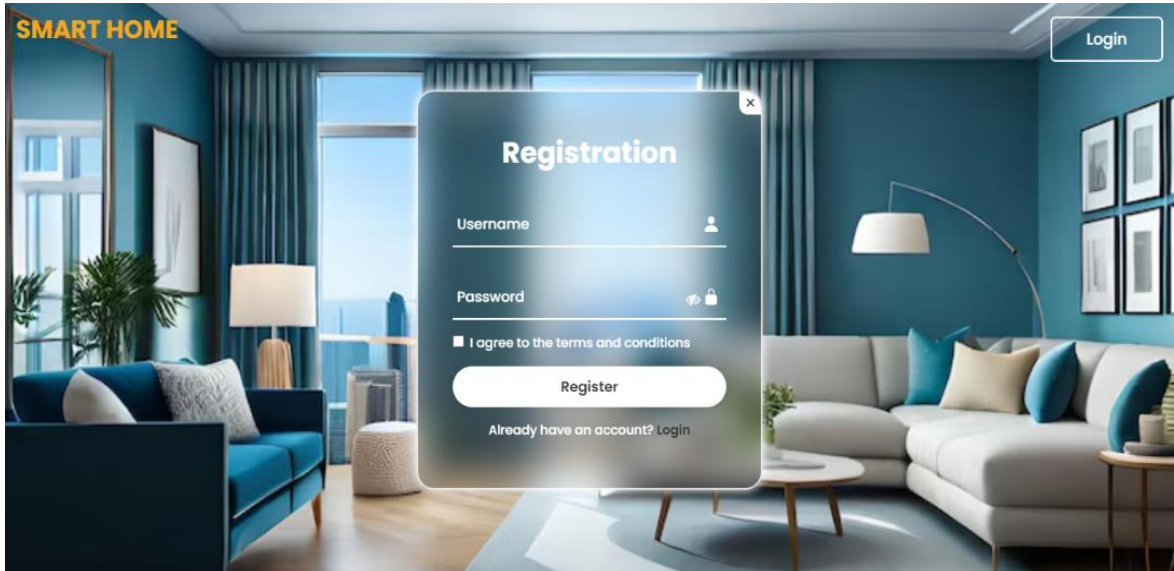 SMART HOME
Login
Registration
Username
Password
I agree to the terms and conditions
Register
Already have an account? Login